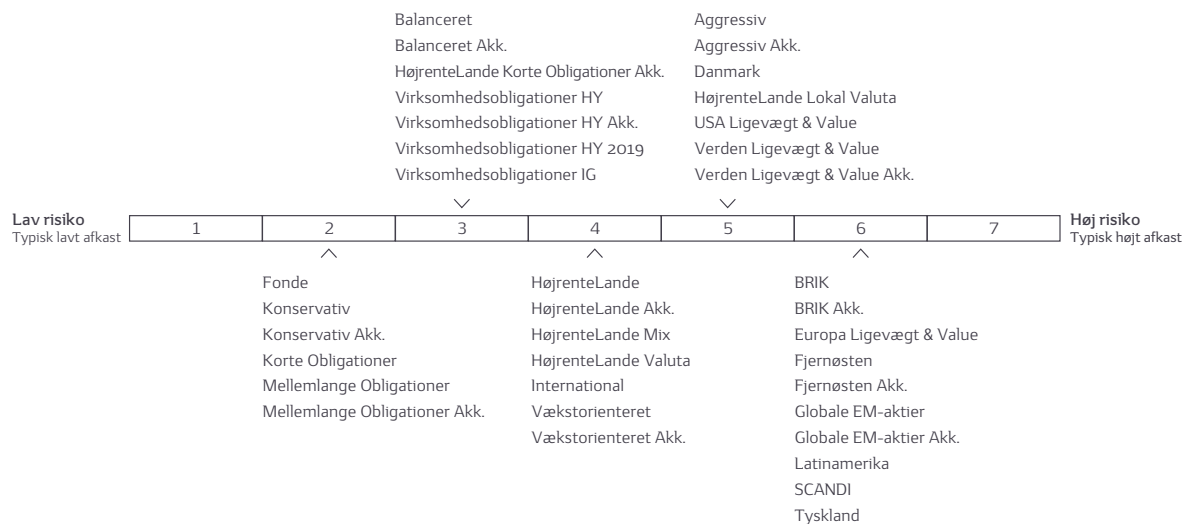 Balanceret
Balanceret Akk.
HøjrenteLande Korte Obligationer Akk.
Virksomhedsobligationer HY
Virksomhedsobligationer HY Akk.
Virksomhedsobligationer HY 2019
Virksomhedsobligationer IG
Aggressiv
Aggressiv Akk.
Danmark
HøjrenteLande Lokal Valuta
USA Ligevægt & Value
Verden Ligevægt & Value
Verden Ligevægt & Value Akk.
Lav risiko
Typisk lavt afkast
1 2 3 4 5 6 7
Høj risiko
Typisk højt afkast
Fonde
Konservativ
Konservativ Akk.
Korte Obligationer
Mellemlange Obligationer
Mellemlange Obligationer Akk.
HøjrenteLande
HøjrenteLande Akk.
HøjrenteLande Mix
HøjrenteLande Valuta
International
Vækstorienteret
Vækstorienteret Akk.
BRIK
BRIK Akk.
Europa Ligevægt & Value
Fjernøsten
Fjernøsten Akk.
Globale EM-aktier
Globale EM-aktier Akk.
Latinamerika
SCANDI
Tyskland